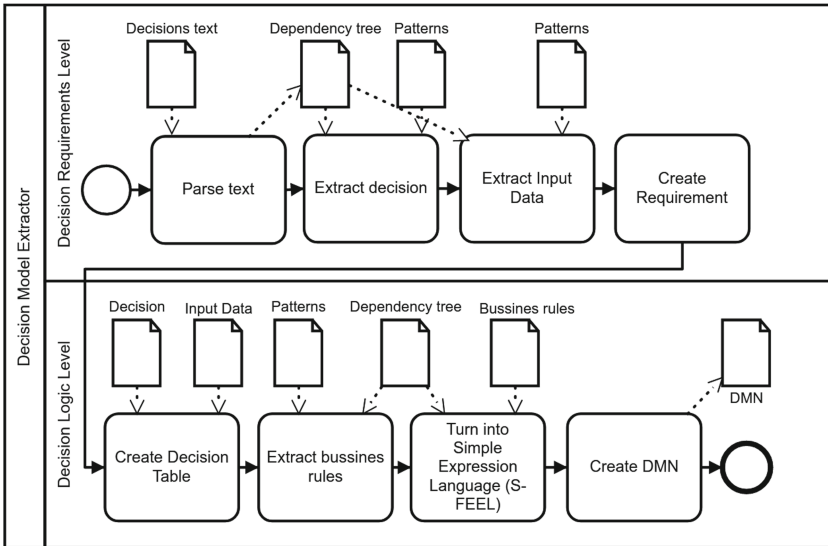 Decision Model Extractor
Decision Requirements Level
Decisions text
Dependency tree
Patterns
Patterns
Parse text
Extract decision
Extract Input
Data
Create
Requirement
Decision Logic Level
Decision
Input Data
Patterns
Dependency tree
Bussines rules
DMN
Create Decision
Table
Extract bussines
rules
Turn into
Simple
Expression
Language (S-
FEEL)
Create DMN